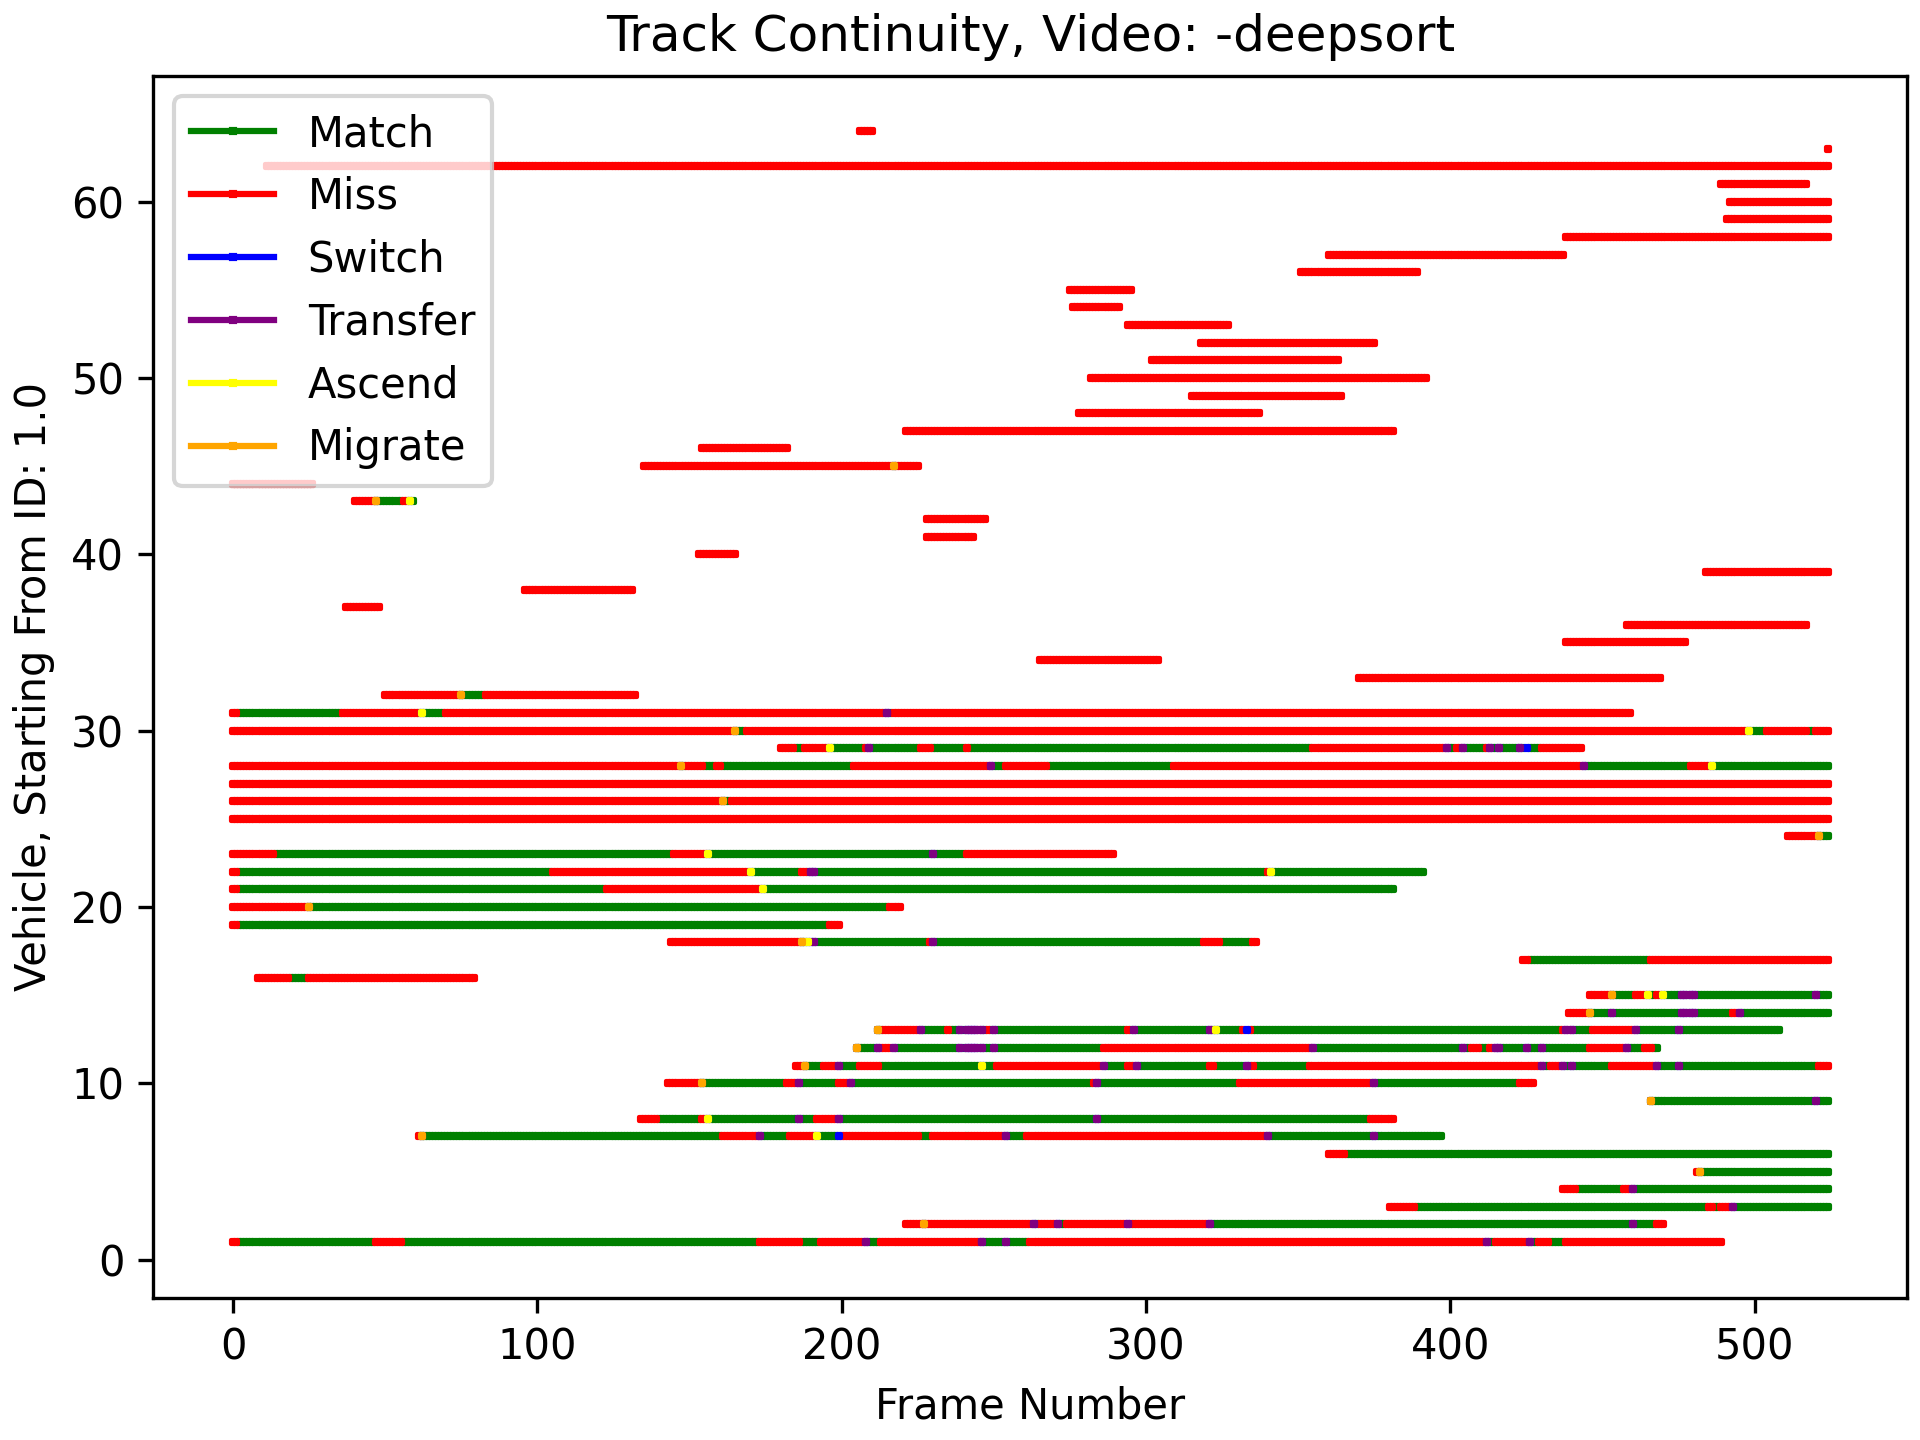 Track Continuity, Video: -deepsort
Match
Miss
Switch
Transfer
Ascend
Migrate
60
50
40
30
20
10
0
Vehicle, Starting From ID: 1.0
0 100 200 300 400 500
Frame Number